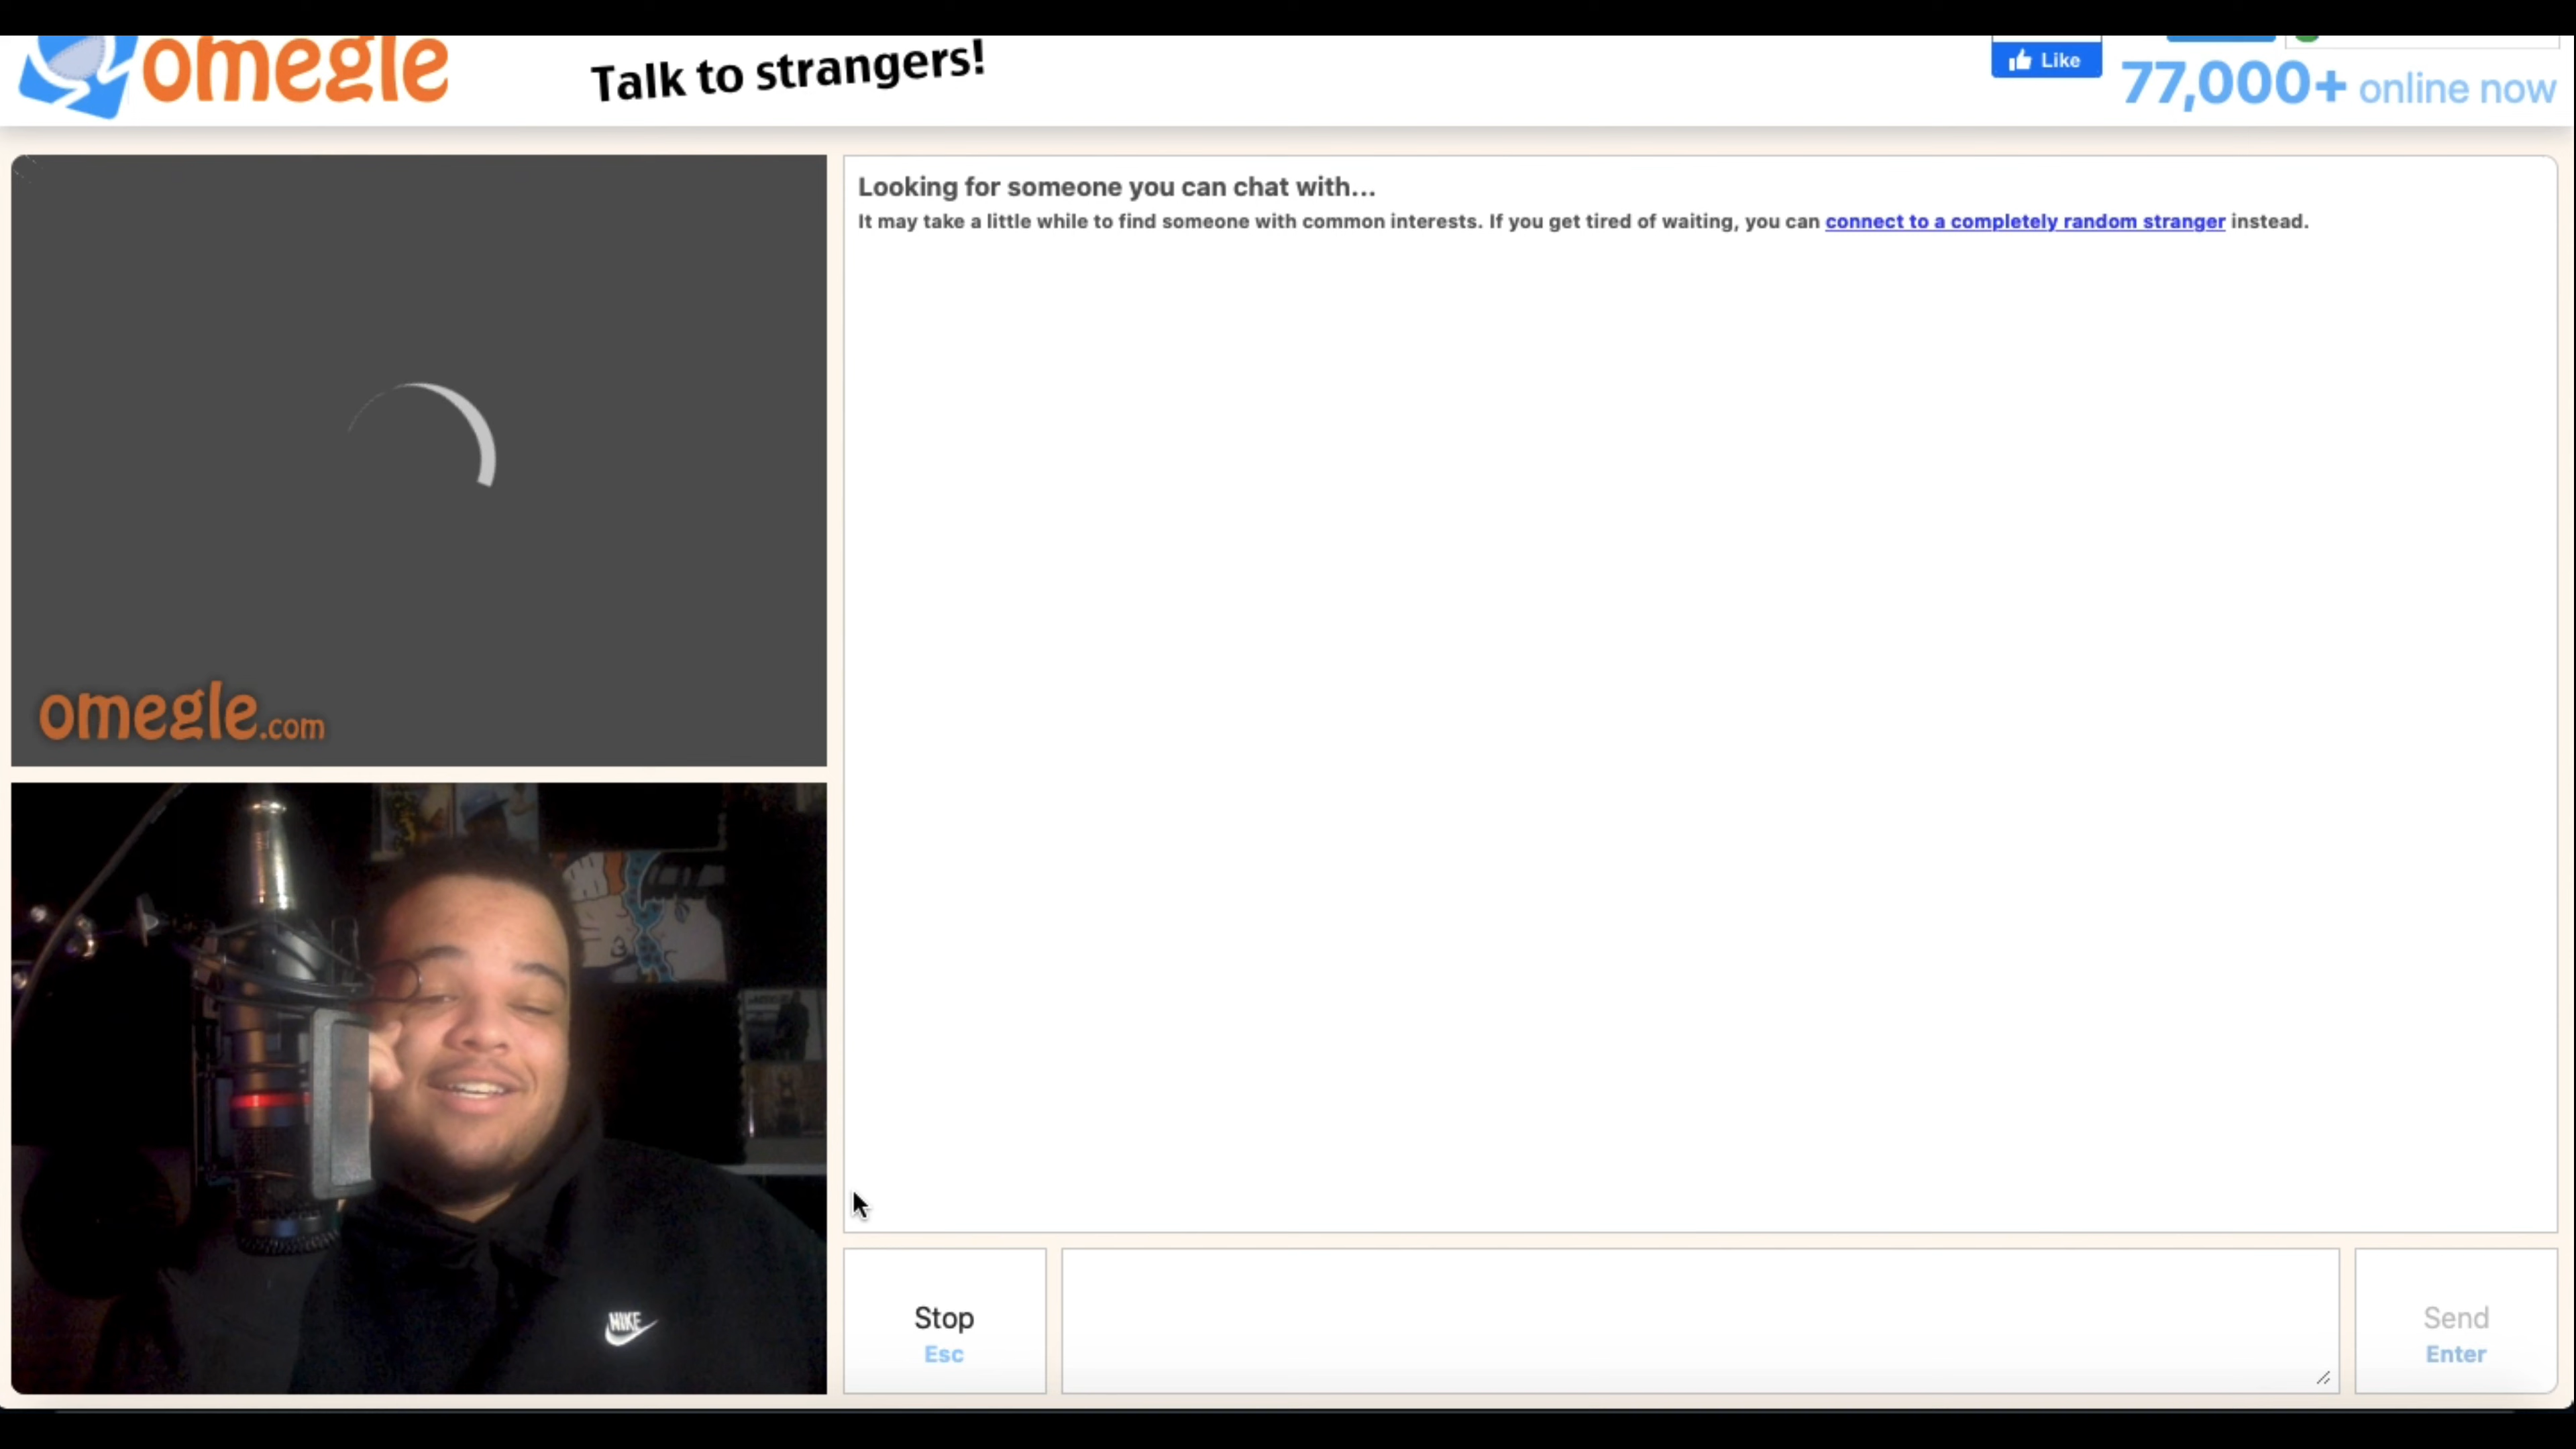 omegle
Talk to strangers!
Like
77,000+ online now
Looking for someone you can chat with...
It may take a little while to find someone with common interests. If you get tired of waiting, you can connect to a completely random stranger instead.
omegle.com
NIKE
Stop
Esc
Send
Enter